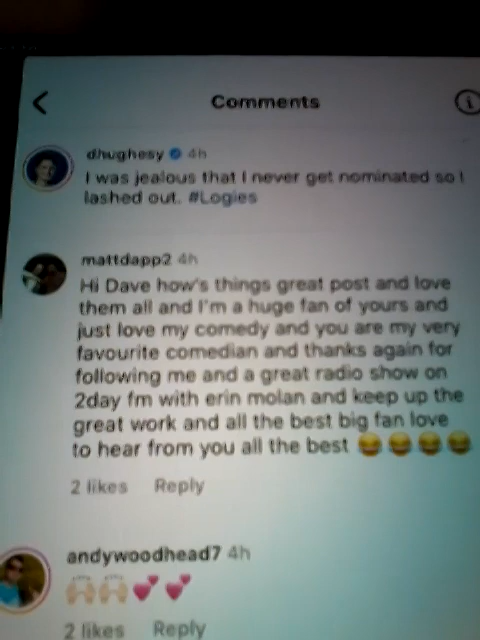 Comments
dhughesy 4h
I was jealous that I never get nominated so I
lashed out. #Logies
mattdapp2 4h
Hi Dave how's things great post and love
them all and I'm a huge fan of yours and
just love my comedy and you are my very
favourite comedian and thanks again for
following me and a great radio show on
2day fm with erin molan and keep up the
great work and all the best big fan love
to hear from you all the best 😂😂😂😂
2 likes Reply
andywoodhead7 4h
🙌🏻🙌🏻💕💕
2 likes Reply